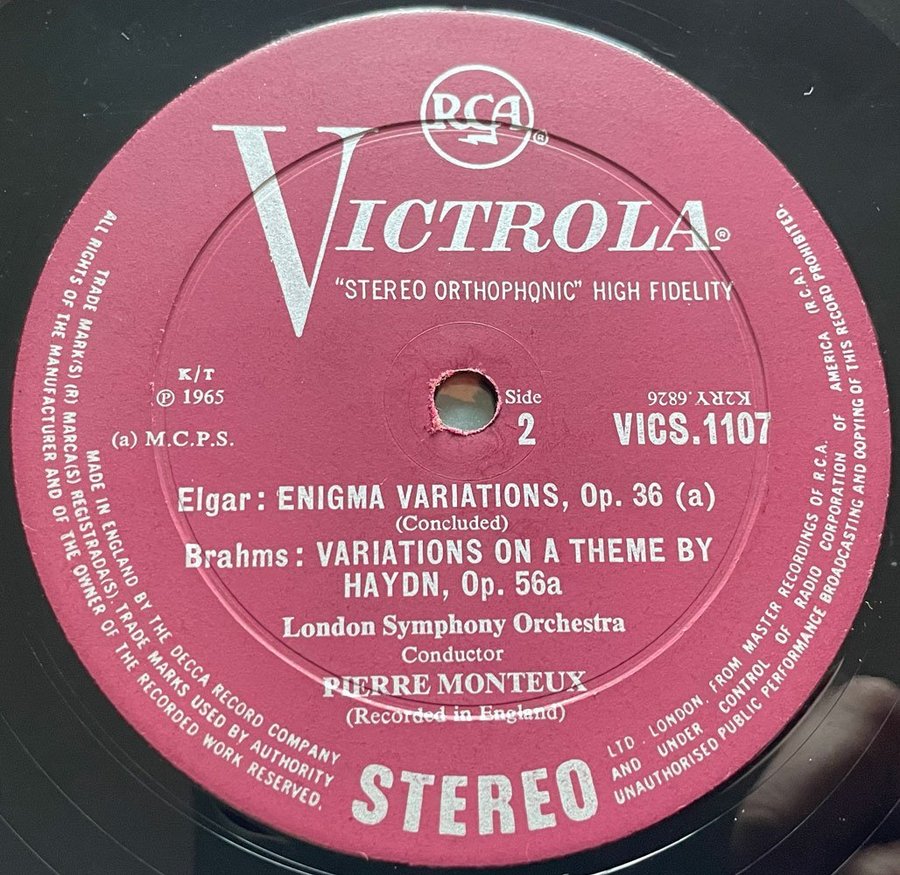 RCA
®
VICTROLA®
"STEREO ORTHOPHONIC" HIGH FIDELITY
K/T
℗ 1965
(a) M.C.P.S.
Side
2
K2RY.6826
VICS.1107
Elgar: ENIGMA VARIATIONS, Op. 36 (a)
(Concluded)
Brahms: VARIATIONS ON A THEME BY
HAYDN, Op. 56a
London Symphony Orchestra
Conductor
PIERRE MONTEUX
(Recorded in England)
STEREO
MADE IN ENGLAND BY THE DECCA RECORD COMPANY LTD. LONDON, FROM MASTER RECORDINGS OF R.C.A.
TRADE MARK(S) (R) MARCA(S) REGISTRADA(S) TRADE MARKS USED BY AUTHORITY AND UNDER CONTROL OF RADIO CORPORATION OF AMERICA (R.C.A.)
ALL RIGHTS OF THE MANUFACTURER AND OF THE OWNER OF THE RECORDED WORK RESERVED. UNAUTHORISED PUBLIC PERFORMANCE BROADCASTING AND COPYING OF THIS RECORD PROHIBITED.